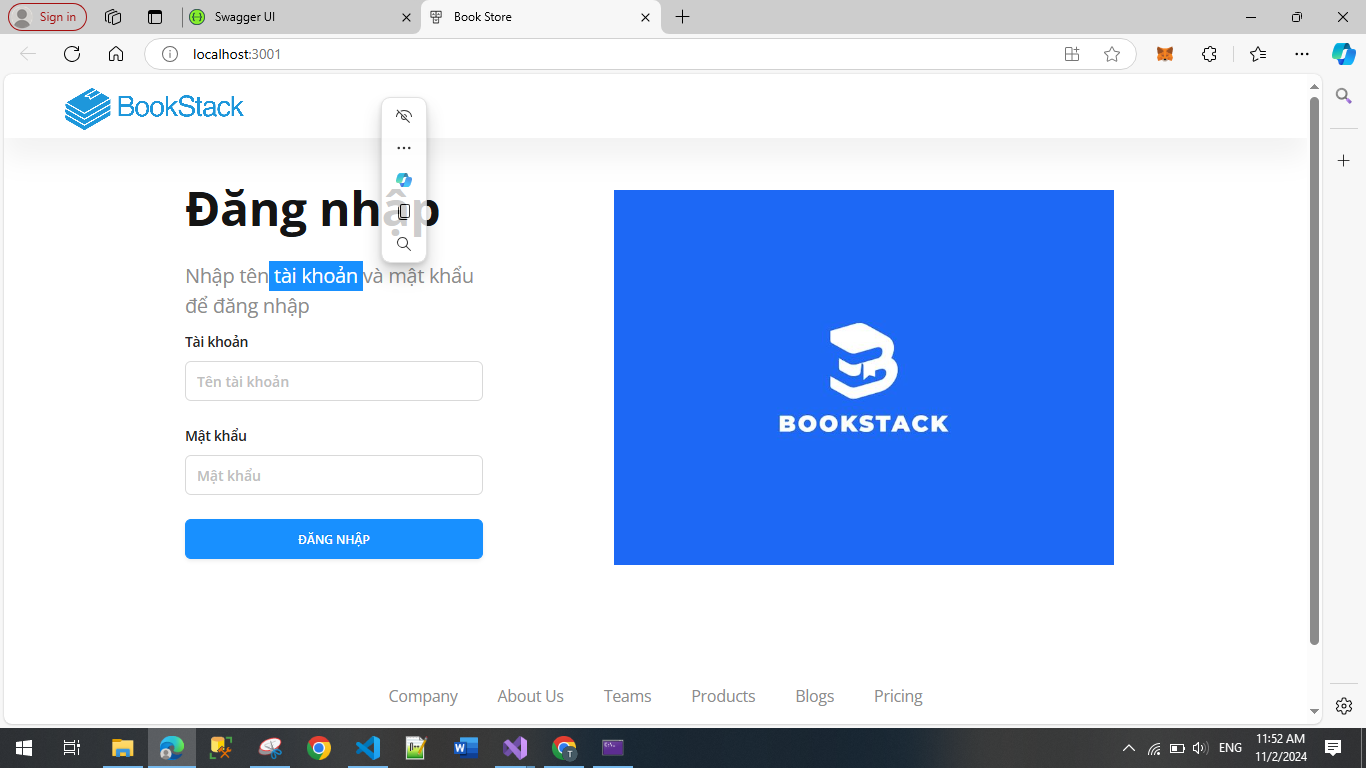 Sign in
Swagger UI
Book Store
localhost:3001
BookStack
Đăng nhập
Nhập tên tài khoản và mật khẩu
để đăng nhập
Tài khoản
Tên tài khoản
Mật khẩu
Mật khẩu
ĐĂNG NHẬP
BOOKSTACK
Company About Us Teams Products Blogs Pricing
ENG
11:52 AM
11/2/2024